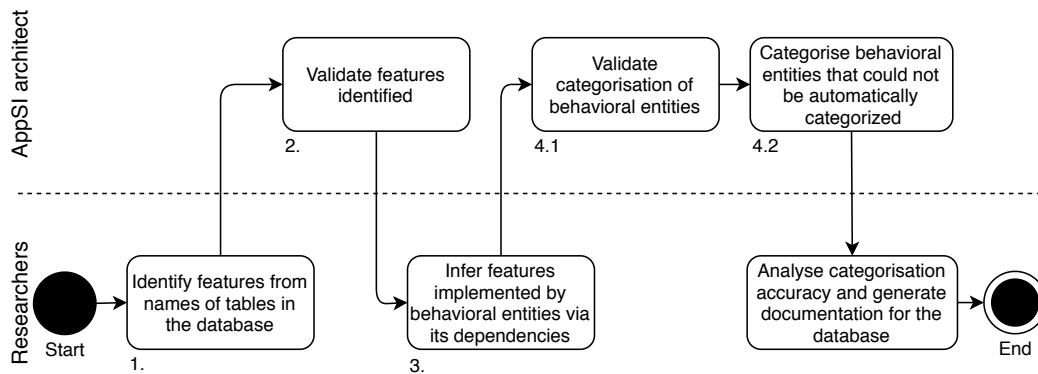 AppSI architect
Validate features
identified
2.
Validate
categorisation of
behavioral entities
4.1
Categorise behavioral
entities that could not
be automatically
categorized
4.2
Researchers
Start
Identify features from
names of tables in
the database
1.
Infer features
implemented by
behavioral entities via
its dependencies
3.
Analyse categorisation
accuracy and generate
documentation for the
database
End